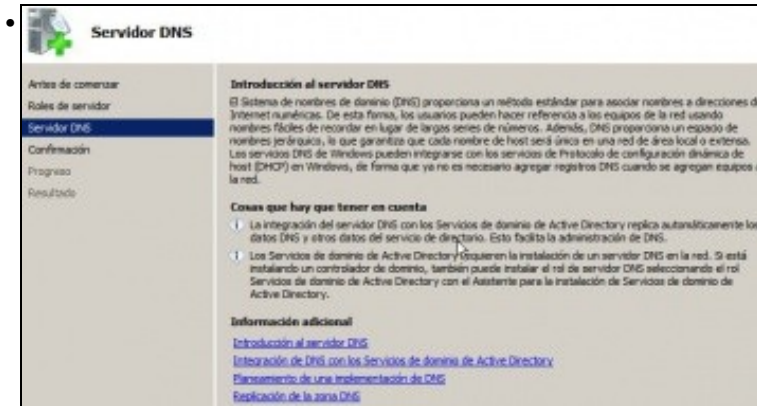 Servidor DNS
Antes de comenzar
Roles de servidor
Servidor DNS
Confirmación
Progreso
Resultado
Introducción al servidor DNS
El Sistema de nombres de dominio (DNS) proporciona un método estándar para asociar nombres a direcciones d
Internet numéricas. De esta forma, los usuarios pueden hacer referencia a los equipos de la red usando
nombres fáciles de recordar en lugar de largas series de números. Además, DNS proporciona un espacio de
nombres jerárquico, lo que garantiza que cada nombre de host será único en una red de área local o extensa.
Los servicios DNS de Windows pueden integrarse con los servicios de Protocolo de configuración dinámica de
host (DHCP) en Windows, de forma que ya no es necesario agregar registros DNS cuando se agregan equipos a
la red.
Cosas que hay que tener en cuenta
La integración del servidor DNS con los Servicios de dominio de Active Directory replica automáticamente los
datos DNS y otros datos del servicio de directorio. Esto facilita la administración de DNS.
Los Servicios de dominio de Active Directory requieren la instalación de un servidor DNS en la red. Si está
instalando un controlador de dominio, también puede instalar el rol de servidor DNS seleccionando el rol
Servicios de dominio de Active Directory con el Asistente para la instalación de Servicios de dominio de
Active Directory.
Información adicional
Introducción al servidor DNS
Integración de DNS con los Servicios de dominio de Active Directory
Planeamiento de una implementación de DNS
Replicación de la zona DNS